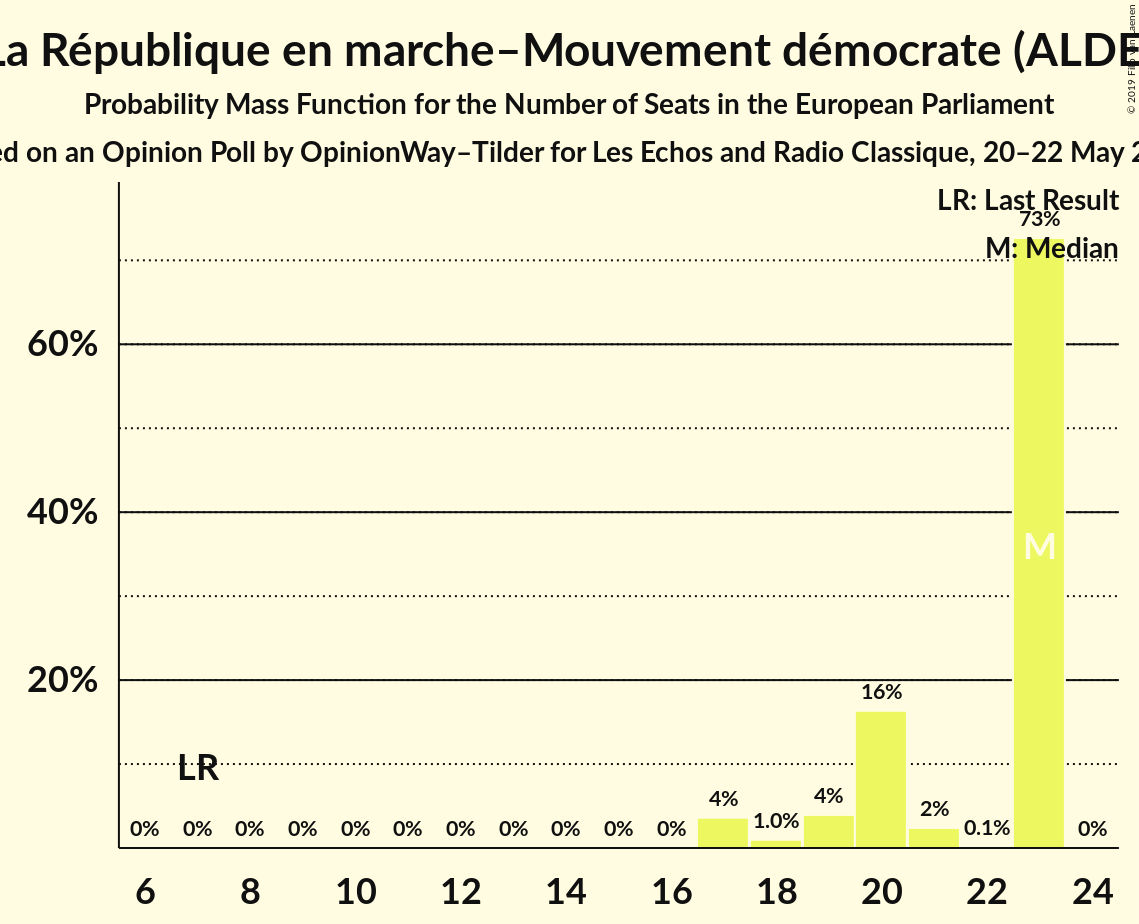 La République en marche–Mouvement démocrate (ALDE
Probability Mass Function for the Number of Seats in the European Parliament
ed on an Opinion Poll by OpinionWay–Tilder for Les Echos and Radio Classique, 20–22 May 2
© 2019
LR: Last Result
73%
M: Median
60%
40%
M
20%
16%
LR
4%
4%
2%
1.0%
0.1%
0% 0% 0% 0% 0% 0% 0% 0% 0% 0% 0% 0%
6 8 10 12 14 16 18 20 22 24